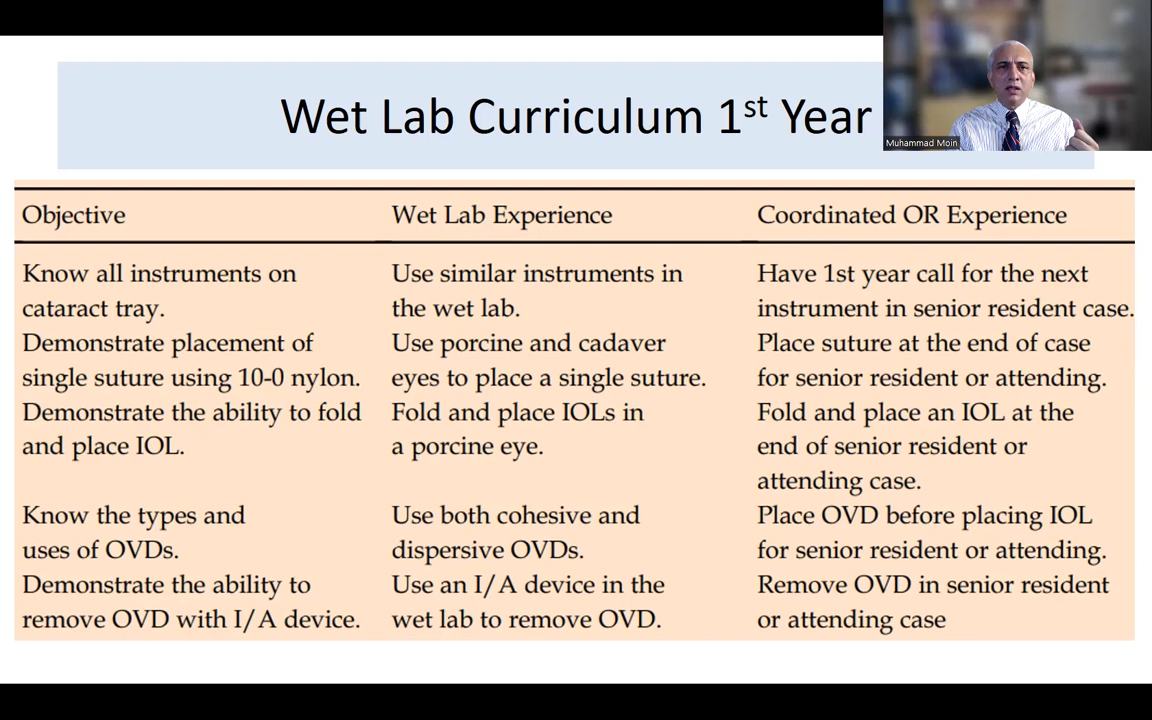 Wet Lab Curriculum 1st Year
Muhammad Moin
Objective
Wet Lab Experience
Coordinated OR Experience
Know all instruments on
cataract tray.
Use similar instruments in
the wet lab.
Have 1st year call for the next
instrument in senior resident case.
Demonstrate placement of
single suture using 10-0 nylon.
Use porcine and cadaver
eyes to place a single suture.
Place suture at the end of case
for senior resident or attending.
Demonstrate the ability to fold
and place IOL.
Fold and place IOLs in
a porcine eye.
Fold and place an IOL at the
end of senior resident or
attending case.
Know the types and
uses of OVDs.
Use both cohesive and
dispersive OVDs.
Place OVD before placing IOL
for senior resident or attending.
Demonstrate the ability to
remove OVD with I/A device.
Use an I/A device in the
wet lab to remove OVD.
Remove OVD in senior resident
or attending case